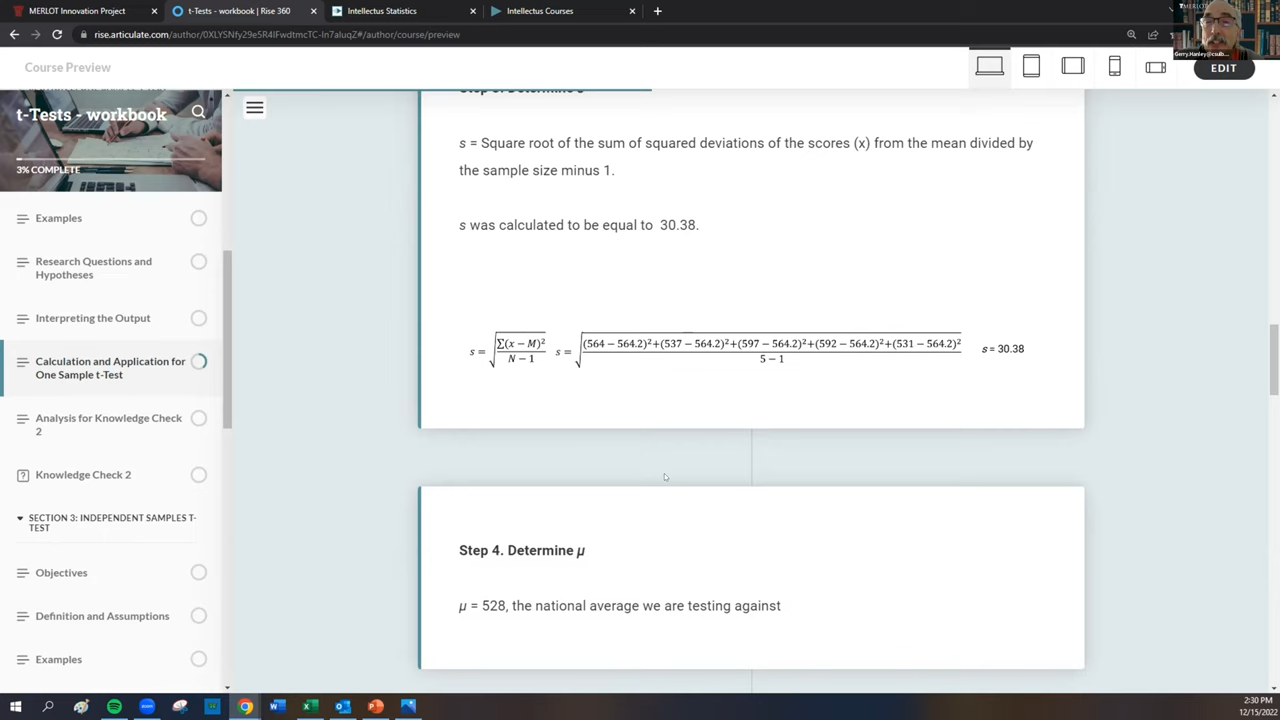 MERLOT Innovation Project
t-Tests - workbook | Rise 360
Intellectus Statistics
Intellectus Courses
rise.articulate.com/author/0XLYSNfy29e5R4IFwdtmcTC-In7aluqZ#/author/course/preview
MERLOT
Gerry.Hanley@csulb....
Course Preview
EDIT
t-Tests - workbook
3% COMPLETE
Examples
Research Questions and
Hypotheses
Interpreting the Output
Calculation and Application for
One Sample t-Test
Analysis for Knowledge Check
2
Knowledge Check 2
SECTION 3: INDEPENDENT SAMPLES T-
TEST
Objectives
Definition and Assumptions
Examples
s = Square root of the sum of squared deviations of the scores (x) from the mean divided by
the sample size minus 1.
s was calculated to be equal to 30.38.
s = √(∑(x − M)² / N − 1) s = √((564 − 564.2)²+(537 − 564.2)²+(597 − 564.2)²+(592 − 564.2)²+(531 − 564.2)² / 5 − 1) s = 30.38
Step 4. Determine μ
μ = 528, the national average we are testing against
2:30 PM
12/15/2022